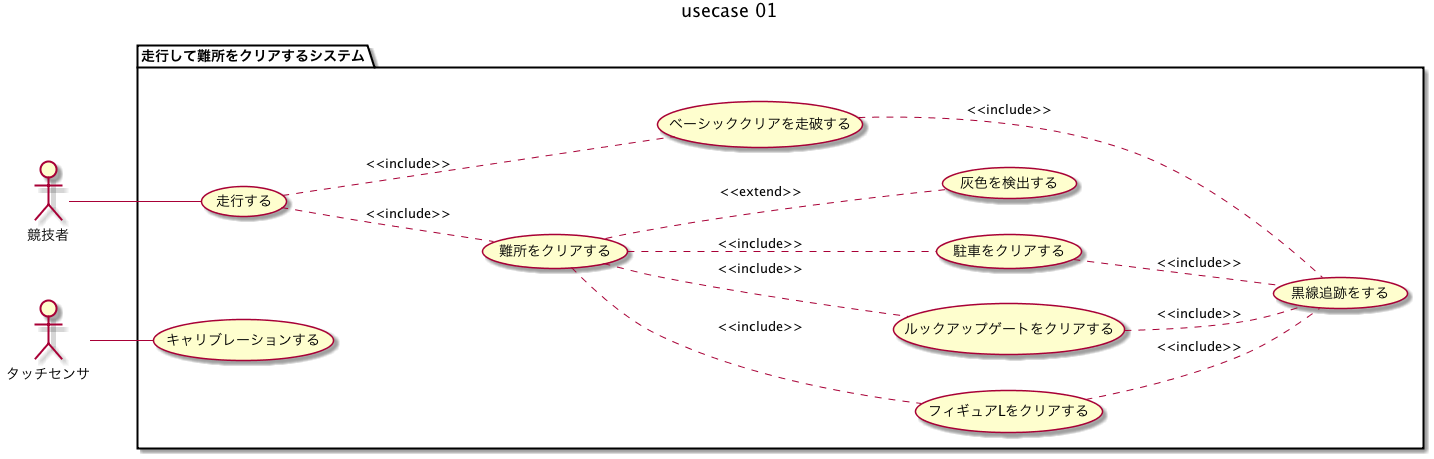 usecase 01
走行して難所をクリアするシステム
<<include>>
ベーシッククリアを走破する
<<include>>
<<extend>>
灰色を検出する
走行する
<<include>>
競技者
難所をクリアする
<<include>>
駐車をクリアする
<<include>>
<<include>>
黒線追跡をする
<<include>>
ルックアップゲートをクリアする
<<include>>
キャリブレーションする
<<include>>
タッチセンサ
フィギュアLをクリアする